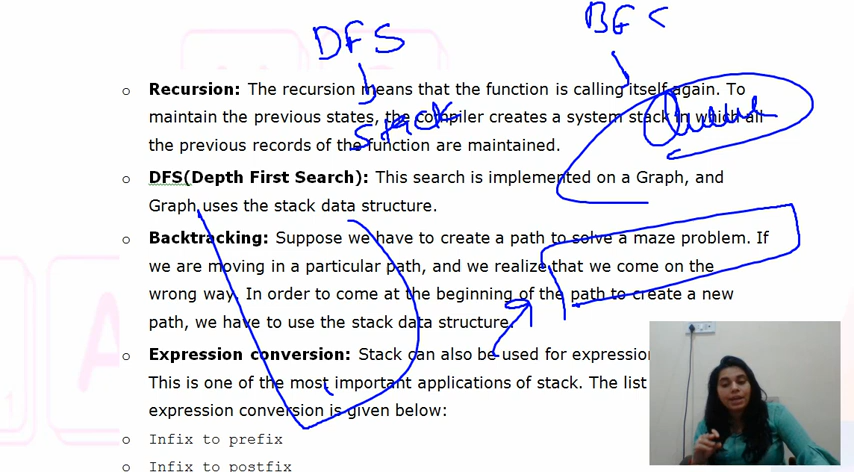 DFS
BFS
Stack
Queue
Recursion: The recursion means that the function is calling itself again. To
maintain the previous states, the compiler creates a system stack in which all
the previous records of the function are maintained.
DFS(Depth First Search): This search is implemented on a Graph, and
Graph uses the stack data structure.
Backtracking: Suppose we have to create a path to solve a maze problem. If
we are moving in a particular path, and we realize that we come on the
wrong way. In order to come at the beginning of the path to create a new
path, we have to use the stack data structure.
Expression conversion: Stack can also be used for expression
This is one of the most important applications of stack. The list
expression conversion is given below:
Infix to prefix
Infix to postfix